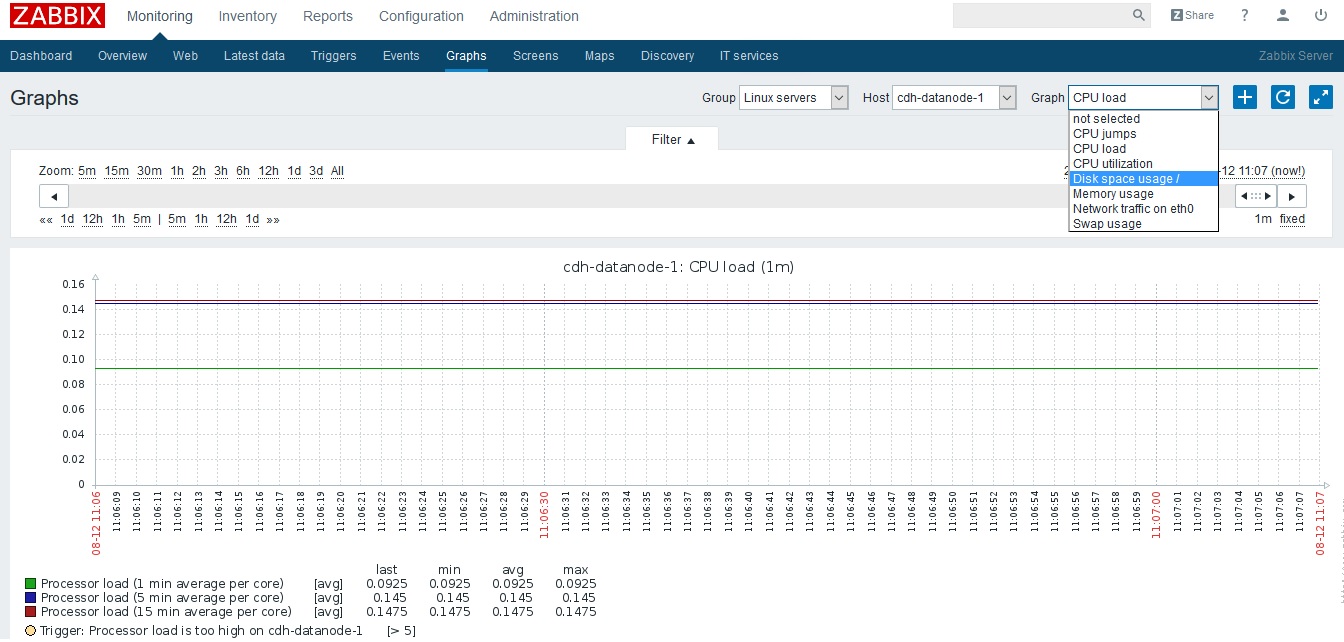 ZABBIX Monitoring Inventory Reports Configuration Administration Z Share ?
Dashboard Overview Web Latest data Triggers Events Graphs Screens Maps Discovery IT services Zabbix Server
Graphs Group Linux servers Host cdh-datanode-1 Graph CPU load
not selected
CPU jumps
CPU load
CPU utilization
Disk space usage /
Memory usage
Network traffic on eth0
Swap usage
Filter ▲
Zoom: 5m 15m 30m 1h 2h 3h 6h 12h 1d 3d All 2 -12 11:07 (now!)
«« 1d 12h 1h 5m | 5m 1h 12h 1d »» 1m fixed
cdh-datanode-1: CPU load (1m)
0.16
0.14
0.12
0.10
0.08
0.06
0.04
0.02
0
08-12 11:06 11:06:09 11:06:10 11:06:11 11:06:12 11:06:13 11:06:14 11:06:15 11:06:16 11:06:17 11:06:18 11:06:19 11:06:20 11:06:21 11:06:22 11:06:23 11:06:24 11:06:25 11:06:26 11:06:27 11:06:28 11:06:29 11:06:30 11:06:31 11:06:32 11:06:33 11:06:34 11:06:35 11:06:36 11:06:37 11:06:38 11:06:39 11:06:40 11:06:41 11:06:42 11:06:43 11:06:44 11:06:45 11:06:46 11:06:47 11:06:48 11:06:49 11:06:50 11:06:51 11:06:52 11:06:53 11:06:54 11:06:55 11:06:56 11:06:57 11:06:58 11:06:59 11:07:00 11:07:01 11:07:02 11:07:03 11:07:04 11:07:05 11:07:06 11:07:07 08-12 11:07
last min avg max
Processor load (1 min average per core) [avg] 0.0925 0.0925 0.0925 0.0925
Processor load (5 min average per core) [avg] 0.145 0.145 0.145 0.145
Processor load (15 min average per core) [avg] 0.1475 0.1475 0.1475 0.1475
Trigger: Processor load is too high on cdh-datanode-1 [> 5]